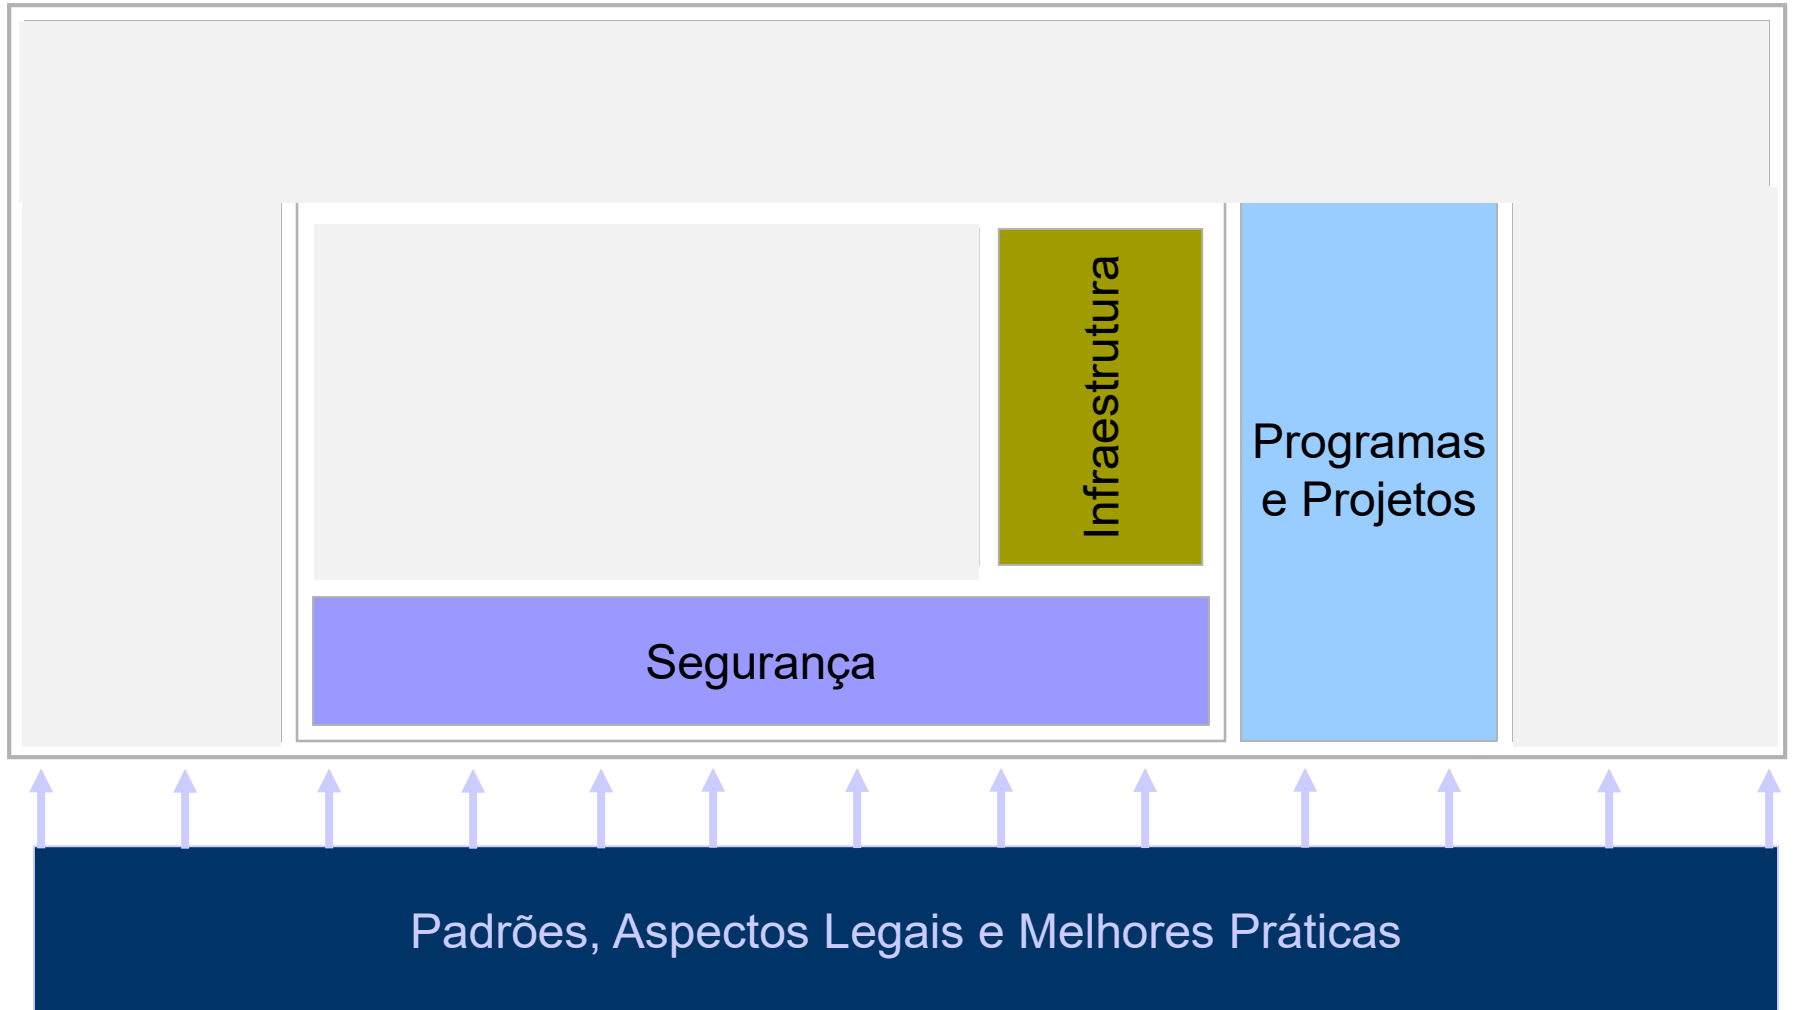 Infraestrutura
Programas
e Projetos
Segurança
Padrões, Aspectos Legais e Melhores Práticas